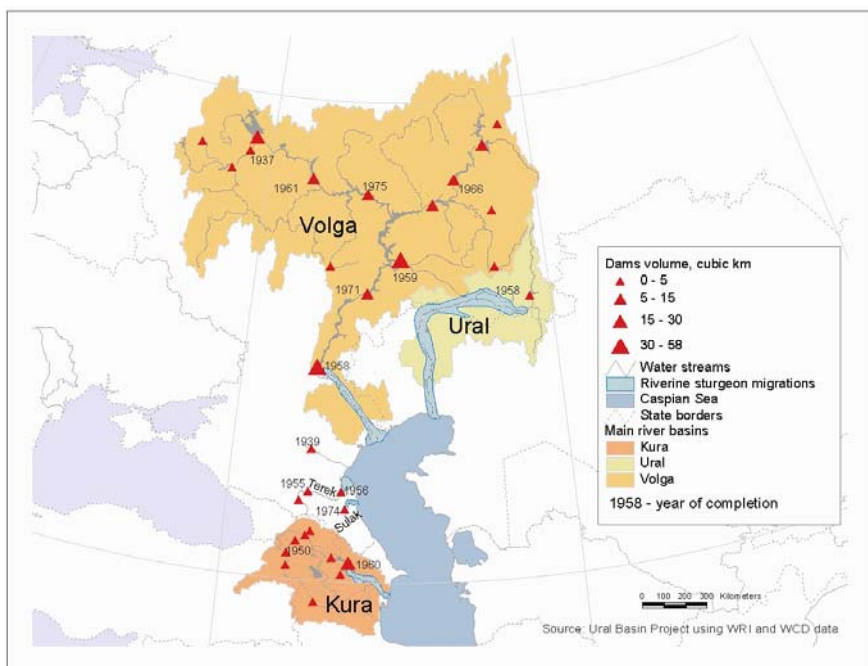 1937
1961
1975
1966
Volga
1959
1971
1958
Ural
1958
1939
1955
Terek
1956
1974
Sulak
1950
1960
Kura
Dams volume, cubic km
0 - 5
5 - 15
15 - 30
30 - 58
Water streams
Riverine sturgeon migrations
Caspian Sea
State borders
Main river basins
Kura
Ural
Volga
1958 - year of completion
0 100 200 300 Kilometers
Source: Ural Basin Project using WRI and WCD data